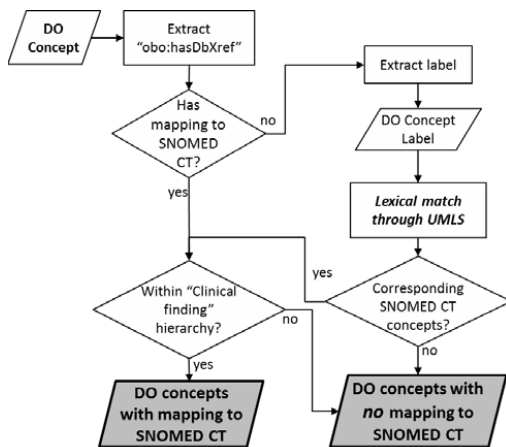 DO
Concept
Extract
"obo:hasDbXref"
Extract label
Has
mapping to
SNOMED
CT?
no
yes
DO Concept
Label
Lexical match
through UMLS
yes
Within "Clinical
finding"
hierarchy?
no
yes
Corresponding
SNOMED CT
concepts?
no
DO concepts
with mapping to
SNOMED CT
DO concepts with
no mapping to
SNOMED CT